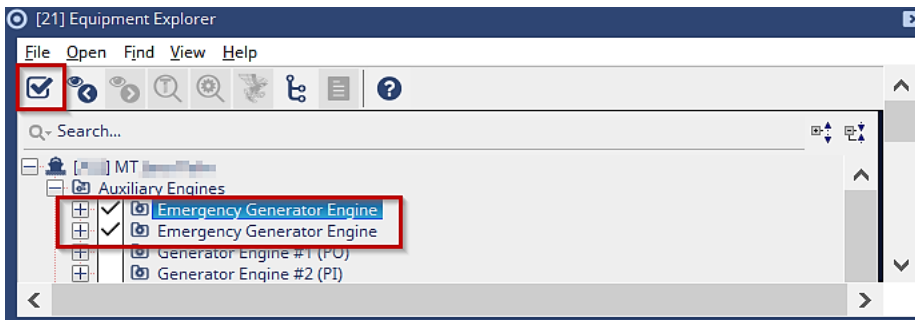 [21] Equipment Explorer
File Open Find View Help
Search...
[ ] MT
Auxiliary Engines
Emergency Generator Engine
Emergency Generator Engine
Generator Engine #1 (PO)
Generator Engine #2 (PI)